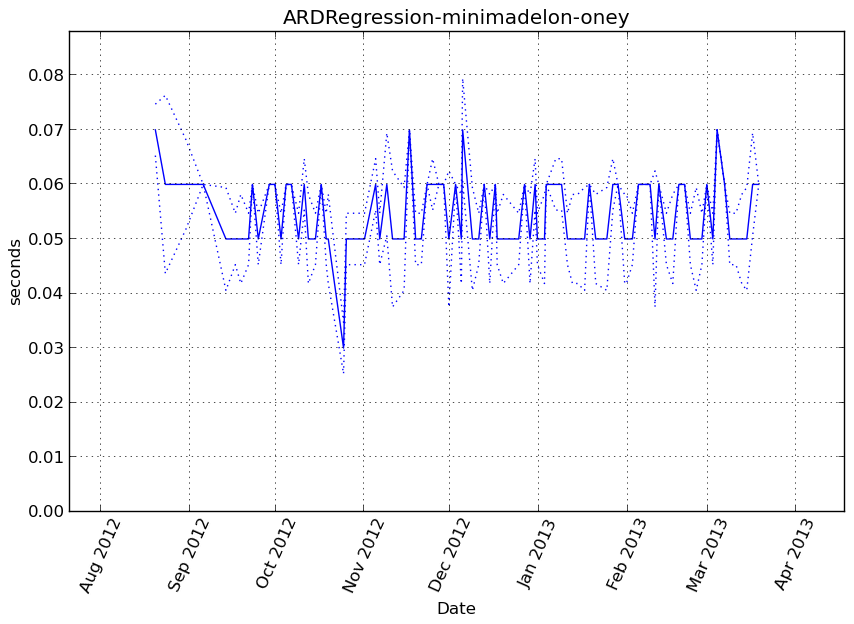 ARDRegression-minimadelon-oney
0.08
0.07
0.06
0.05
0.04
0.03
0.02
0.01
0.00
seconds
Aug 2012
Sep 2012
Oct 2012
Nov 2012
Dec 2012
Jan 2013
Feb 2013
Mar 2013
Apr 2013
Date